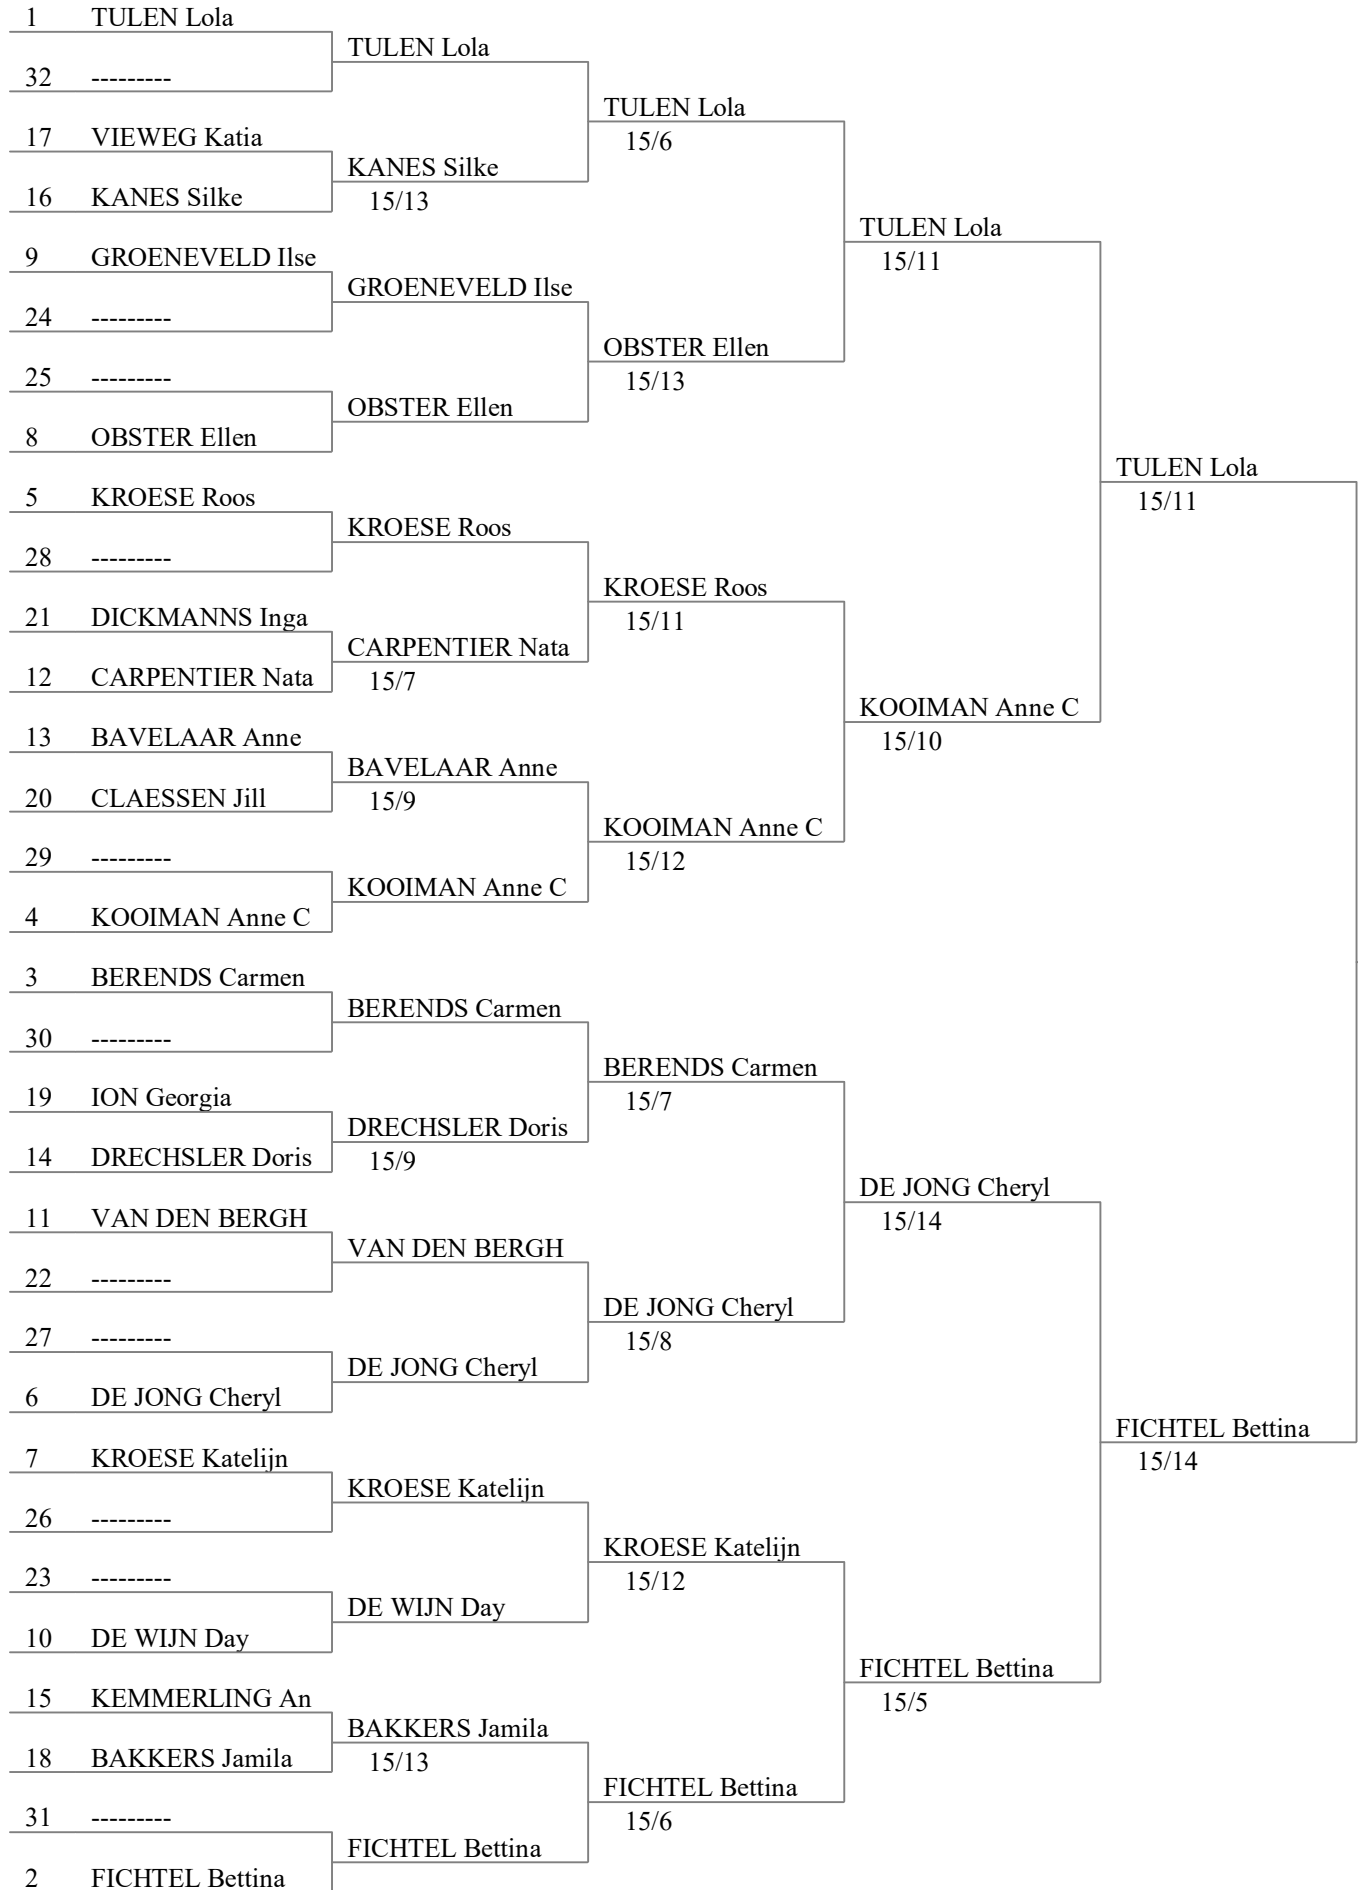 1 TULEN Lola
32 ---------
17 VIEWEG Katia
16 KANES Silke
9 GROENEVELD Ilse
24 ---------
25 ---------
8 OBSTER Ellen
5 KROESE Roos
28 ---------
21 DICKMANNS Inga
12 CARPENTIER Nata
13 BAVELAAR Anne
20 CLAESSEN Jill
29 ---------
4 KOOIMAN Anne C
3 BERENDS Carmen
30 ---------
19 ION Georgia
14 DRECHSLER Doris
11 VAN DEN BERGH
22 ---------
27 ---------
6 DE JONG Cheryl
7 KROESE Katelijn
26 ---------
23 ---------
10 DE WIJN Day
15 KEMMERLING An
18 BAKKERS Jamila
31 ---------
2 FICHTEL Bettina
TULEN Lola
KANES Silke
15/13
GROENEVELD Ilse
OBSTER Ellen
KROESE Roos
CARPENTIER Nata
15/7
BAVELAAR Anne
15/9
KOOIMAN Anne C
BERENDS Carmen
DRECHSLER Doris
15/9
VAN DEN BERGH
DE JONG Cheryl
KROESE Katelijn
DE WIJN Day
BAKKERS Jamila
15/13
FICHTEL Bettina
TULEN Lola
15/6
OBSTER Ellen
15/13
KROESE Roos
15/11
KOOIMAN Anne C
15/12
BERENDS Carmen
15/7
DE JONG Cheryl
15/8
KROESE Katelijn
15/12
FICHTEL Bettina
15/6
TULEN Lola
15/11
KOOIMAN Anne C
15/10
DE JONG Cheryl
15/14
FICHTEL Bettina
15/5
TULEN Lola
15/11
FICHTEL Bettina
15/14